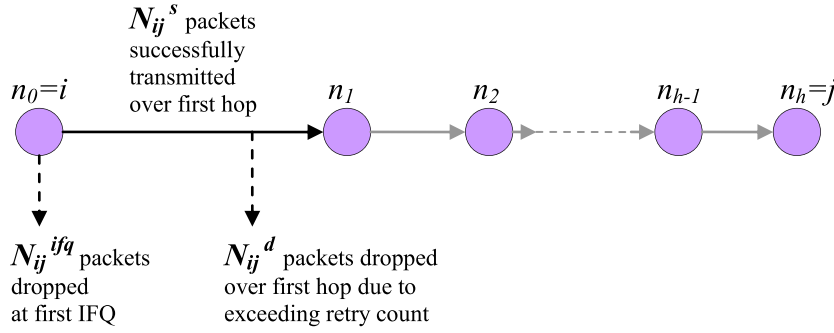 N_ij^s packets
successfully
transmitted
over first hop
n_0=i
n_1
n_2
n_h-1
n_h=j
N_ij^ifq packets
dropped
at first IFQ
N_ij^d packets dropped
over first hop due to
exceeding retry count